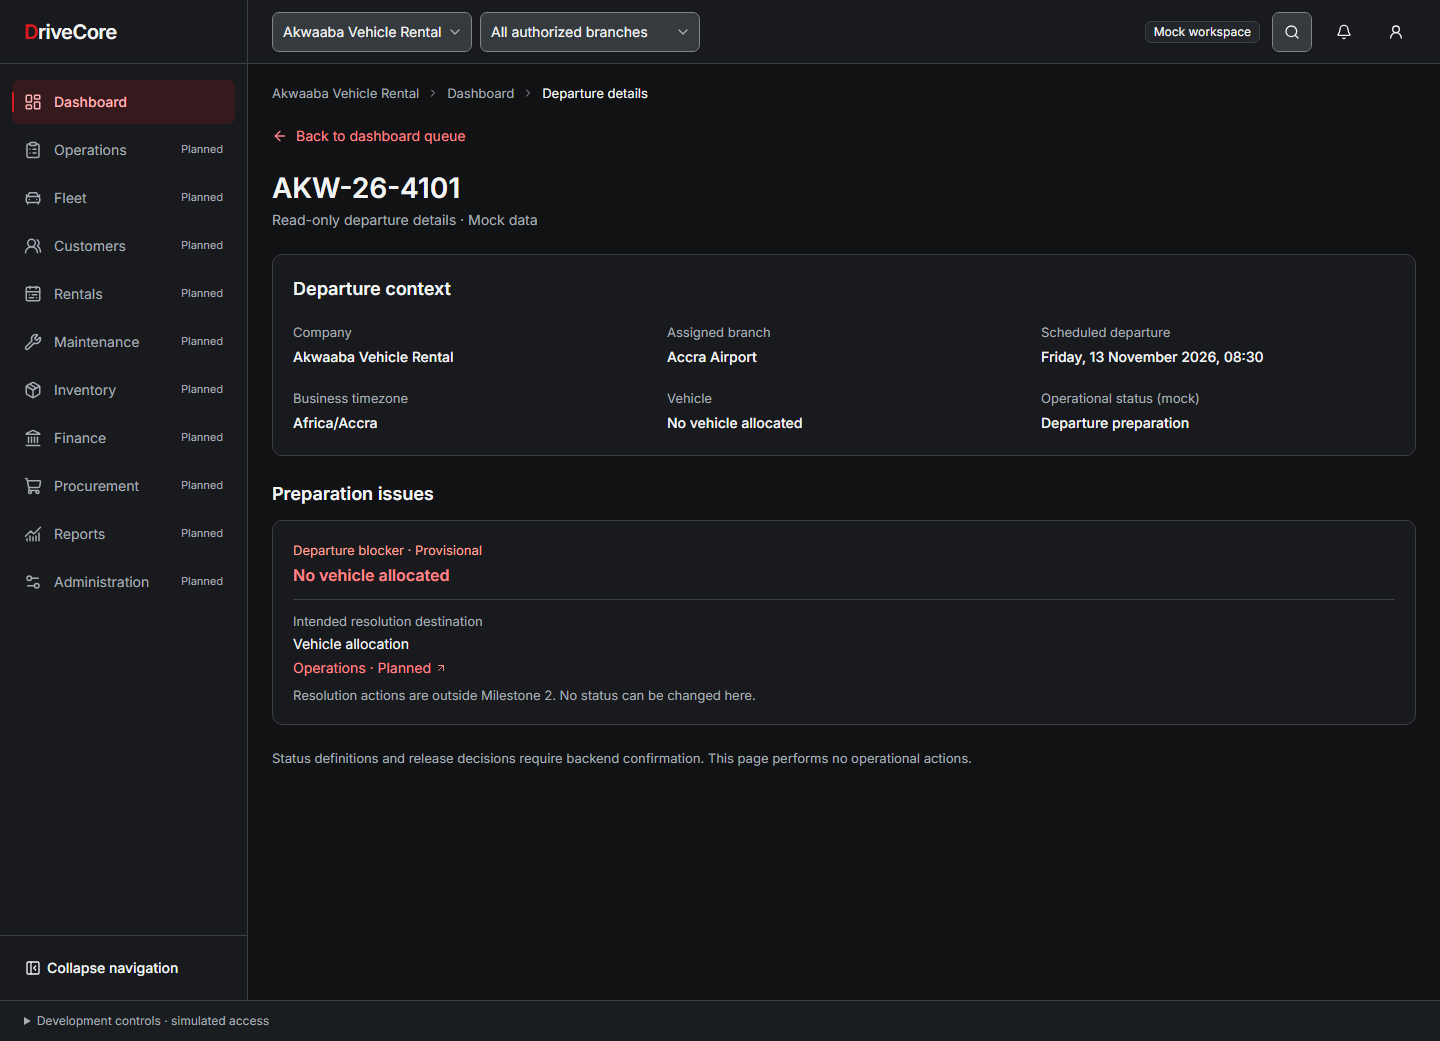 DriveCore
Akwaaba Vehicle Rental
All authorized branches
Mock workspace
Dashboard
Operations Planned
Fleet Planned
Customers Planned
Rentals Planned
Maintenance Planned
Inventory Planned
Finance Planned
Procurement Planned
Reports Planned
Administration Planned
Collapse navigation
Akwaaba Vehicle Rental > Dashboard > Departure details
← Back to dashboard queue
AKW-26-4101
Read-only departure details · Mock data
Departure context
Company
Akwaaba Vehicle Rental
Assigned branch
Accra Airport
Scheduled departure
Friday, 13 November 2026, 08:30
Business timezone
Africa/Accra
Vehicle
No vehicle allocated
Operational status (mock)
Departure preparation
Preparation issues
Departure blocker · Provisional
No vehicle allocated
Intended resolution destination
Vehicle allocation
Operations · Planned ↗
Resolution actions are outside Milestone 2. No status can be changed here.
Status definitions and release decisions require backend confirmation. This page performs no operational actions.
▶ Development controls · simulated access